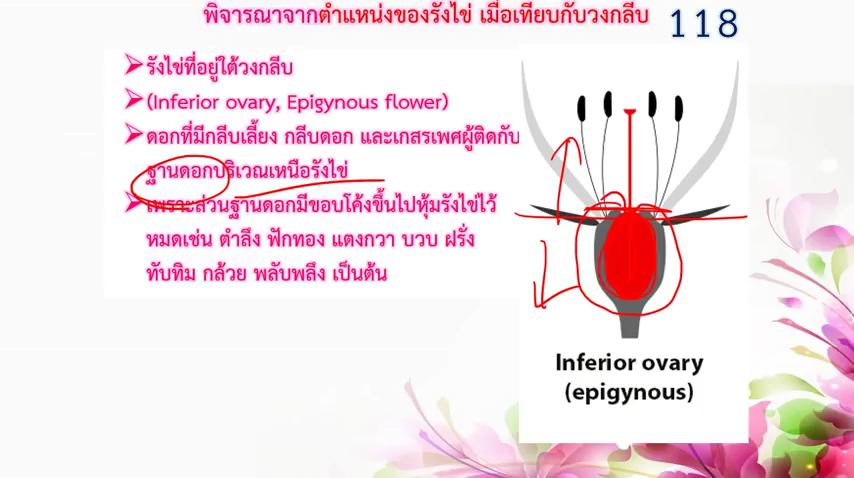 พิจารณาจากตำแหน่งของรังไข่ เมื่อเทียบกับวงกลีบ 118
รังไข่ที่อยู่ใต้วงกลีบ
(Inferior ovary, Epigynous flower)
ดอกที่มีกลีบเลี้ยง กลีบดอก และเกสรเพศผู้ติดกับ
ฐานดอกบริเวณเหนือรังไข่
เพราะส่วนฐานดอกมีขอบโค้งขึ้นไปหุ้มรังไข่ไว้
หมดเช่น ตำลึง ฟักทอง แตงกวา บวบ ฝรั่ง
ทับทิม กล้วย พลับพลึง เป็นต้น
Inferior ovary
(epigynous)